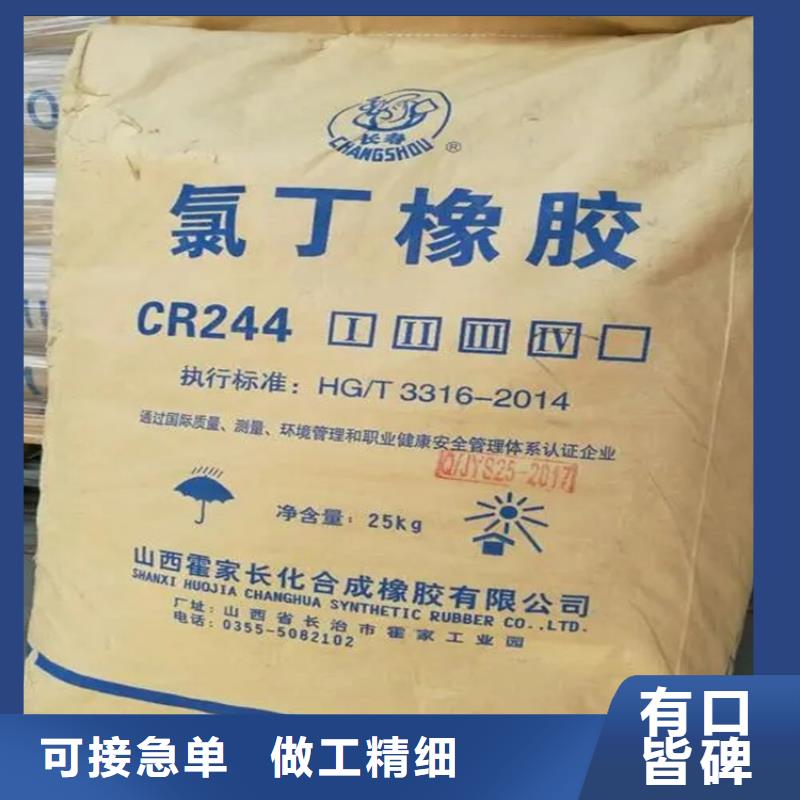 长春
CHANGSHOU ®
氯丁橡胶
CR244 Ⅰ Ⅱ Ⅲ Ⅳ □
执行标准：HG/T 3316-2014
通过国际质量、测量、环境管理和职业健康安全管理体系认证企业
Q/JYS25-2017
净含量：25kg
山西霍家长化合成橡胶有限公司
SHANXI HUOJIA CHANGHUA SYNTHETIC RUBBER CO.,LTD.
厂址：山西省长治市霍家工业园
电话：0355-5082102
可接急单 做工精细
有口
皆碑